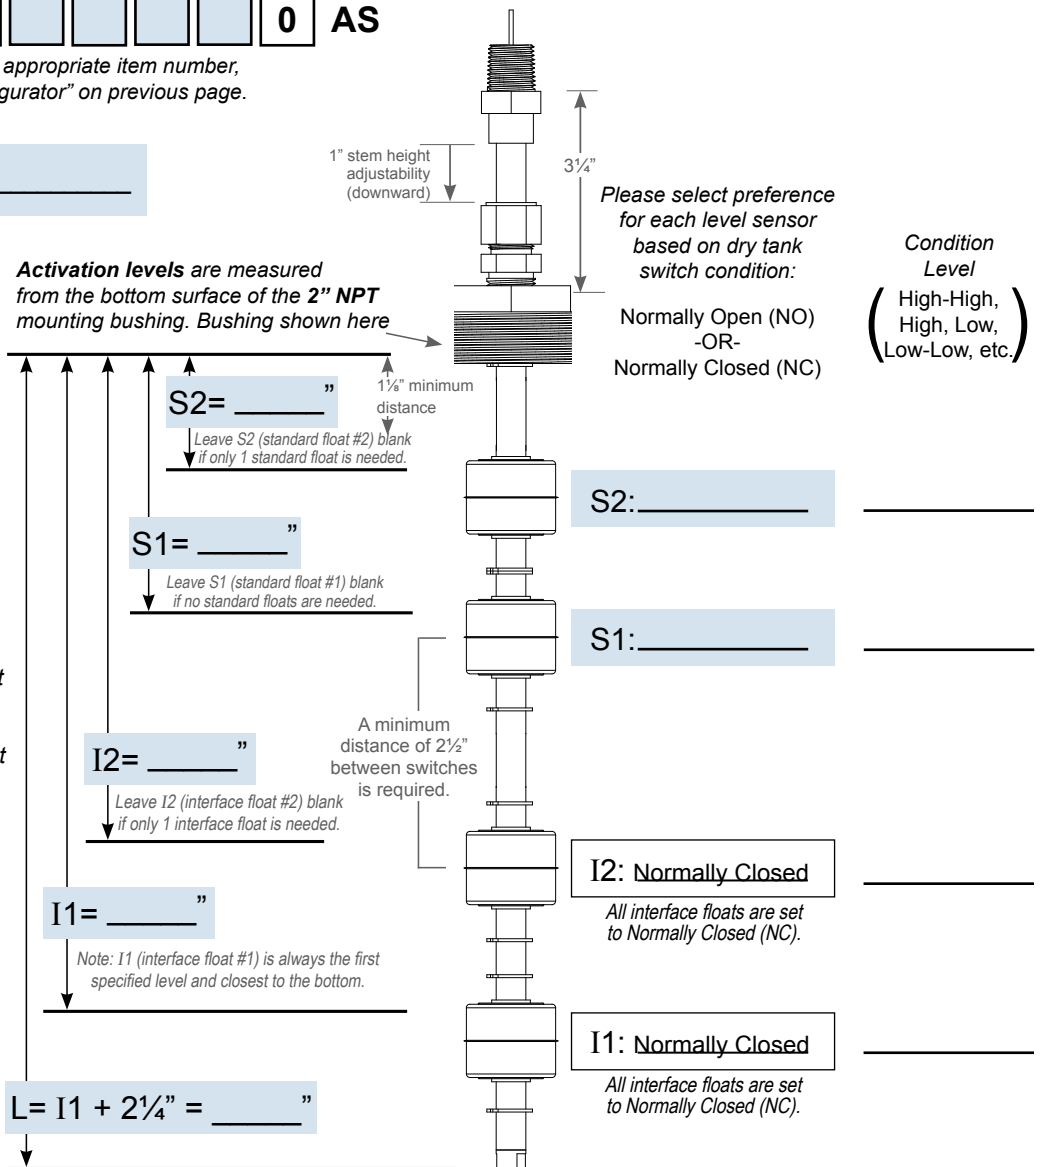 0 AS
appropriate item number,
gurator” on previous page.
1” stem height
adjustability
(downward)
3¼”
Please select preference
for each level sensor
based on dry tank
switch condition:
Normally Open (NO)
-OR-
Normally Closed (NC)
Condition
Level
(High-High,
High, Low,
Low-Low, etc.)
Activation levels are measured
from the bottom surface of the 2” NPT
mounting bushing. Bushing shown here
1⅛” minimum
distance
S2= ______”
Leave S2 (standard float #2) blank
if only 1 standard float is needed.
S2:
S1= ______”
Leave S1 (standard float #1) blank
if no standard floats are needed.
S1:
t
t
A minimum
distance of 2½”
between switches
is required.
I2= ______”
Leave I2 (interface float #2) blank
if only 1 interface float is needed.
I2: Normally Closed
All interface floats are set
to Normally Closed (NC).
I1= ______”
Note: I1 (interface float #1) is always the first
specified level and closest to the bottom.
I1: Normally Closed
All interface floats are set
to Normally Closed (NC).
L= I1 + 2¼” = ______”